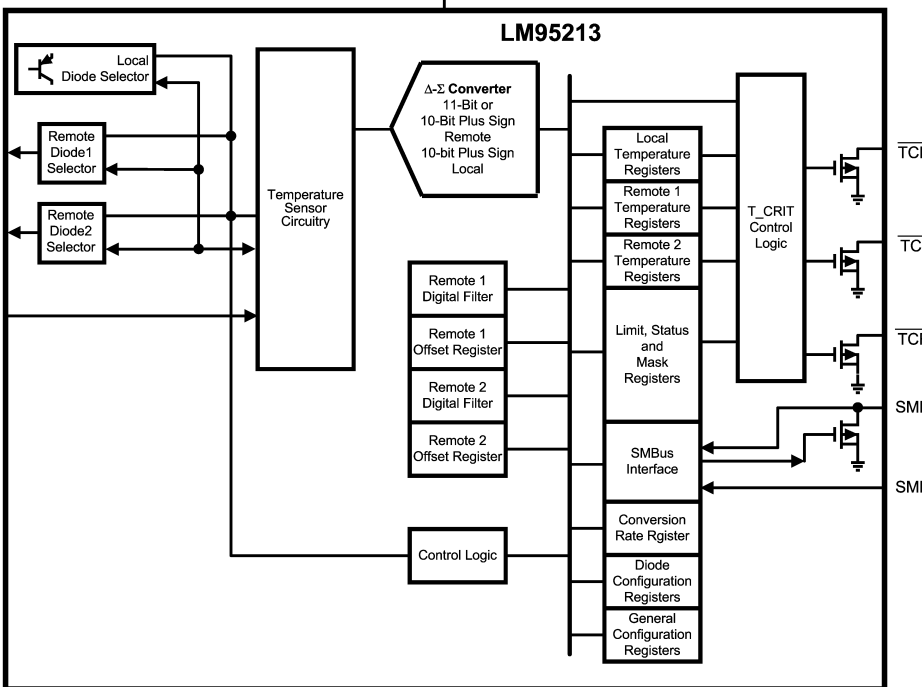 LM95213
Local
Diode Selector
Remote
Diode1
Selector
Remote
Diode2
Selector
Temperature
Sensor
Circuitry
Δ-Σ Converter
11-Bit or
10-Bit Plus Sign
Remote
10-bit Plus Sign
Local
Remote 1
Digital Filter
Remote 1
Offset Register
Remote 2
Digital Filter
Remote 2
Offset Register
Control Logic
Local
Temperature
Registers
Remote 1
Temperature
Registers
Remote 2
Temperature
Registers
Limit, Status
and
Mask
Registers
SMBus
Interface
Conversion
Rate Rgister
Diode
Configuration
Registers
General
Configuration
Registers
T_CRIT
Control
Logic